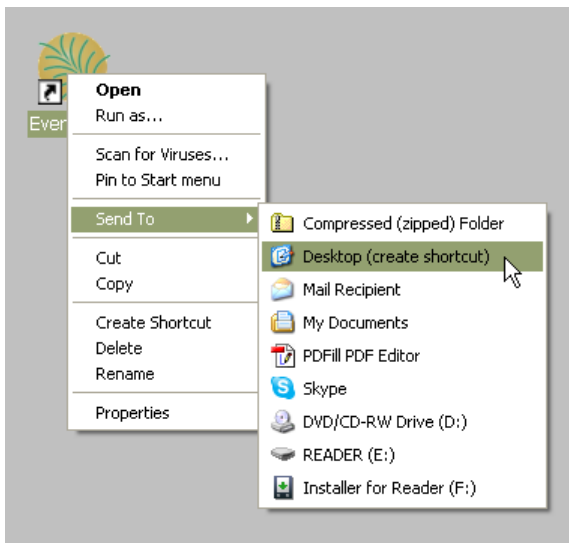 Ever
Open
Run as...
Scan for Viruses...
Pin to Start menu
Send To
Cut
Copy
Create Shortcut
Delete
Rename
Properties
Compressed (zipped) Folder
Desktop (create shortcut)
Mail Recipient
My Documents
PDFill PDF Editor
Skype
DVD/CD-RW Drive (D:)
READER (E:)
Installer for Reader (F:)